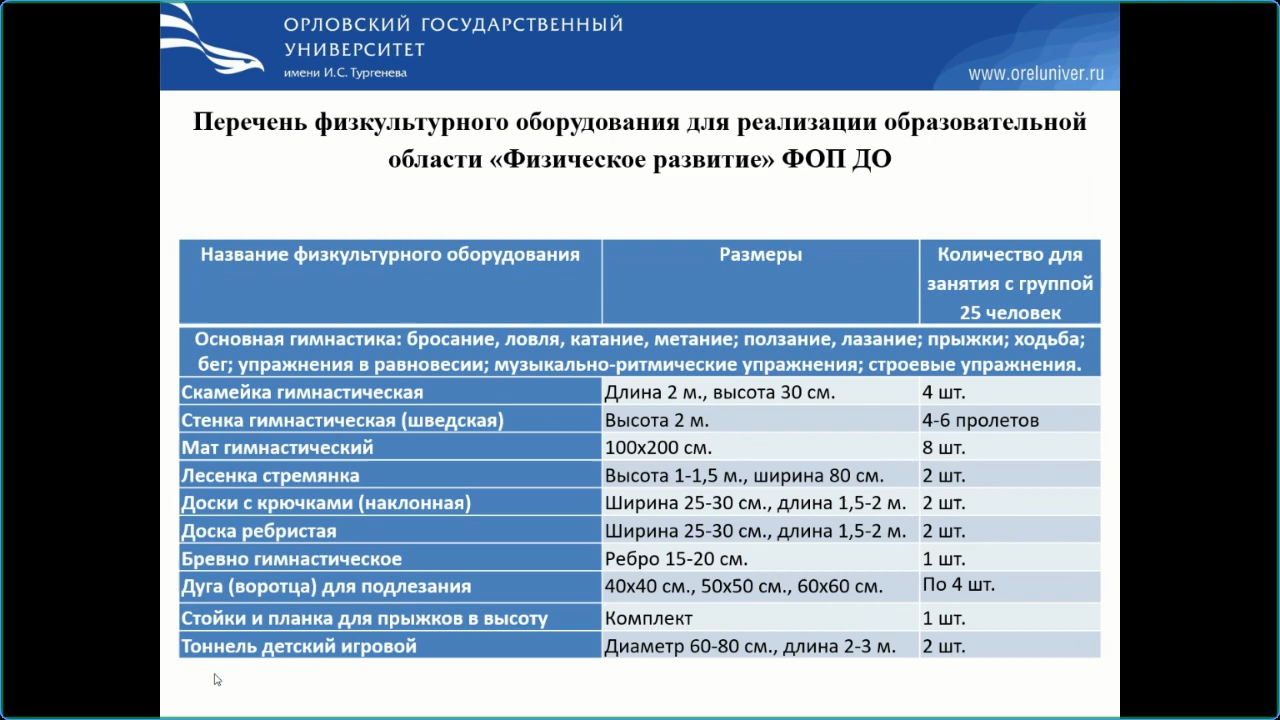 ОРЛОВСКИЙ ГОСУДАРСТВЕННЫЙ
УНИВЕРСИТЕТ
имени И.С. Тургенева
www.oreluniver.ru
Перечень физкультурного оборудования для реализации образовательной
области «Физическое развитие» ФОП ДО
Название физкультурного оборудования
Размеры
Количество для
занятия с группой
25 человек
Основная гимнастика: бросание, ловля, катание, метание; ползание, лазание; прыжки; ходьба;
бег; упражнения в равновесии; музыкально-ритмические упражнения; строевые упражнения.
Скамейка гимнастическая Длина 2 м., высота 30 см. 4 шт.
Стенка гимнастическая (шведская) Высота 2 м. 4-6 пролетов
Мат гимнастический 100х200 см. 8 шт.
Лесенка стремянка Высота 1-1,5 м., ширина 80 см. 2 шт.
Доски с крючками (наклонная) Ширина 25-30 см., длина 1,5-2 м. 2 шт.
Доска ребристая Ширина 25-30 см., длина 1,5-2 м. 2 шт.
Бревно гимнастическое Ребро 15-20 см. 1 шт.
Дуга (воротца) для подлезания 40х40 см., 50х50 см., 60х60 см. По 4 шт.
Стойки и планка для прыжков в высоту Комплект 1 шт.
Тоннель детский игровой Диаметр 60-80 см., длина 2-3 м. 2 шт.